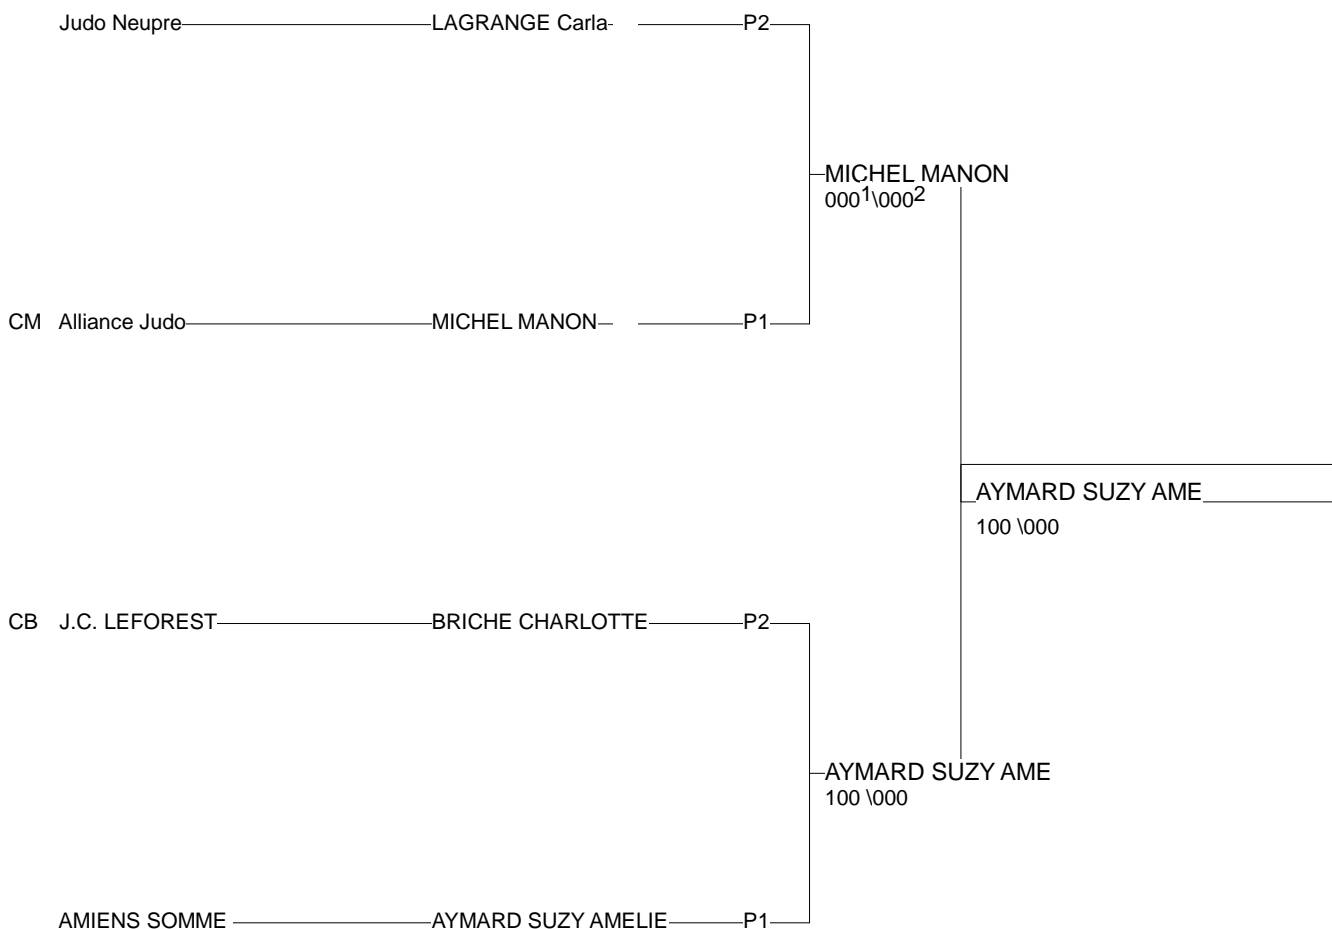 Judo Neupre LAGRANGE Carla P2
MICHEL MANON
000¹\000²
CM Alliance Judo MICHEL MANON P1
AYMARD SUZY AME
100 \000
CB J.C. LEFOREST BRICHE CHARLOTTE P2
AYMARD SUZY AME
100 \000
AMIENS SOMME AYMARD SUZY AMELIE P1